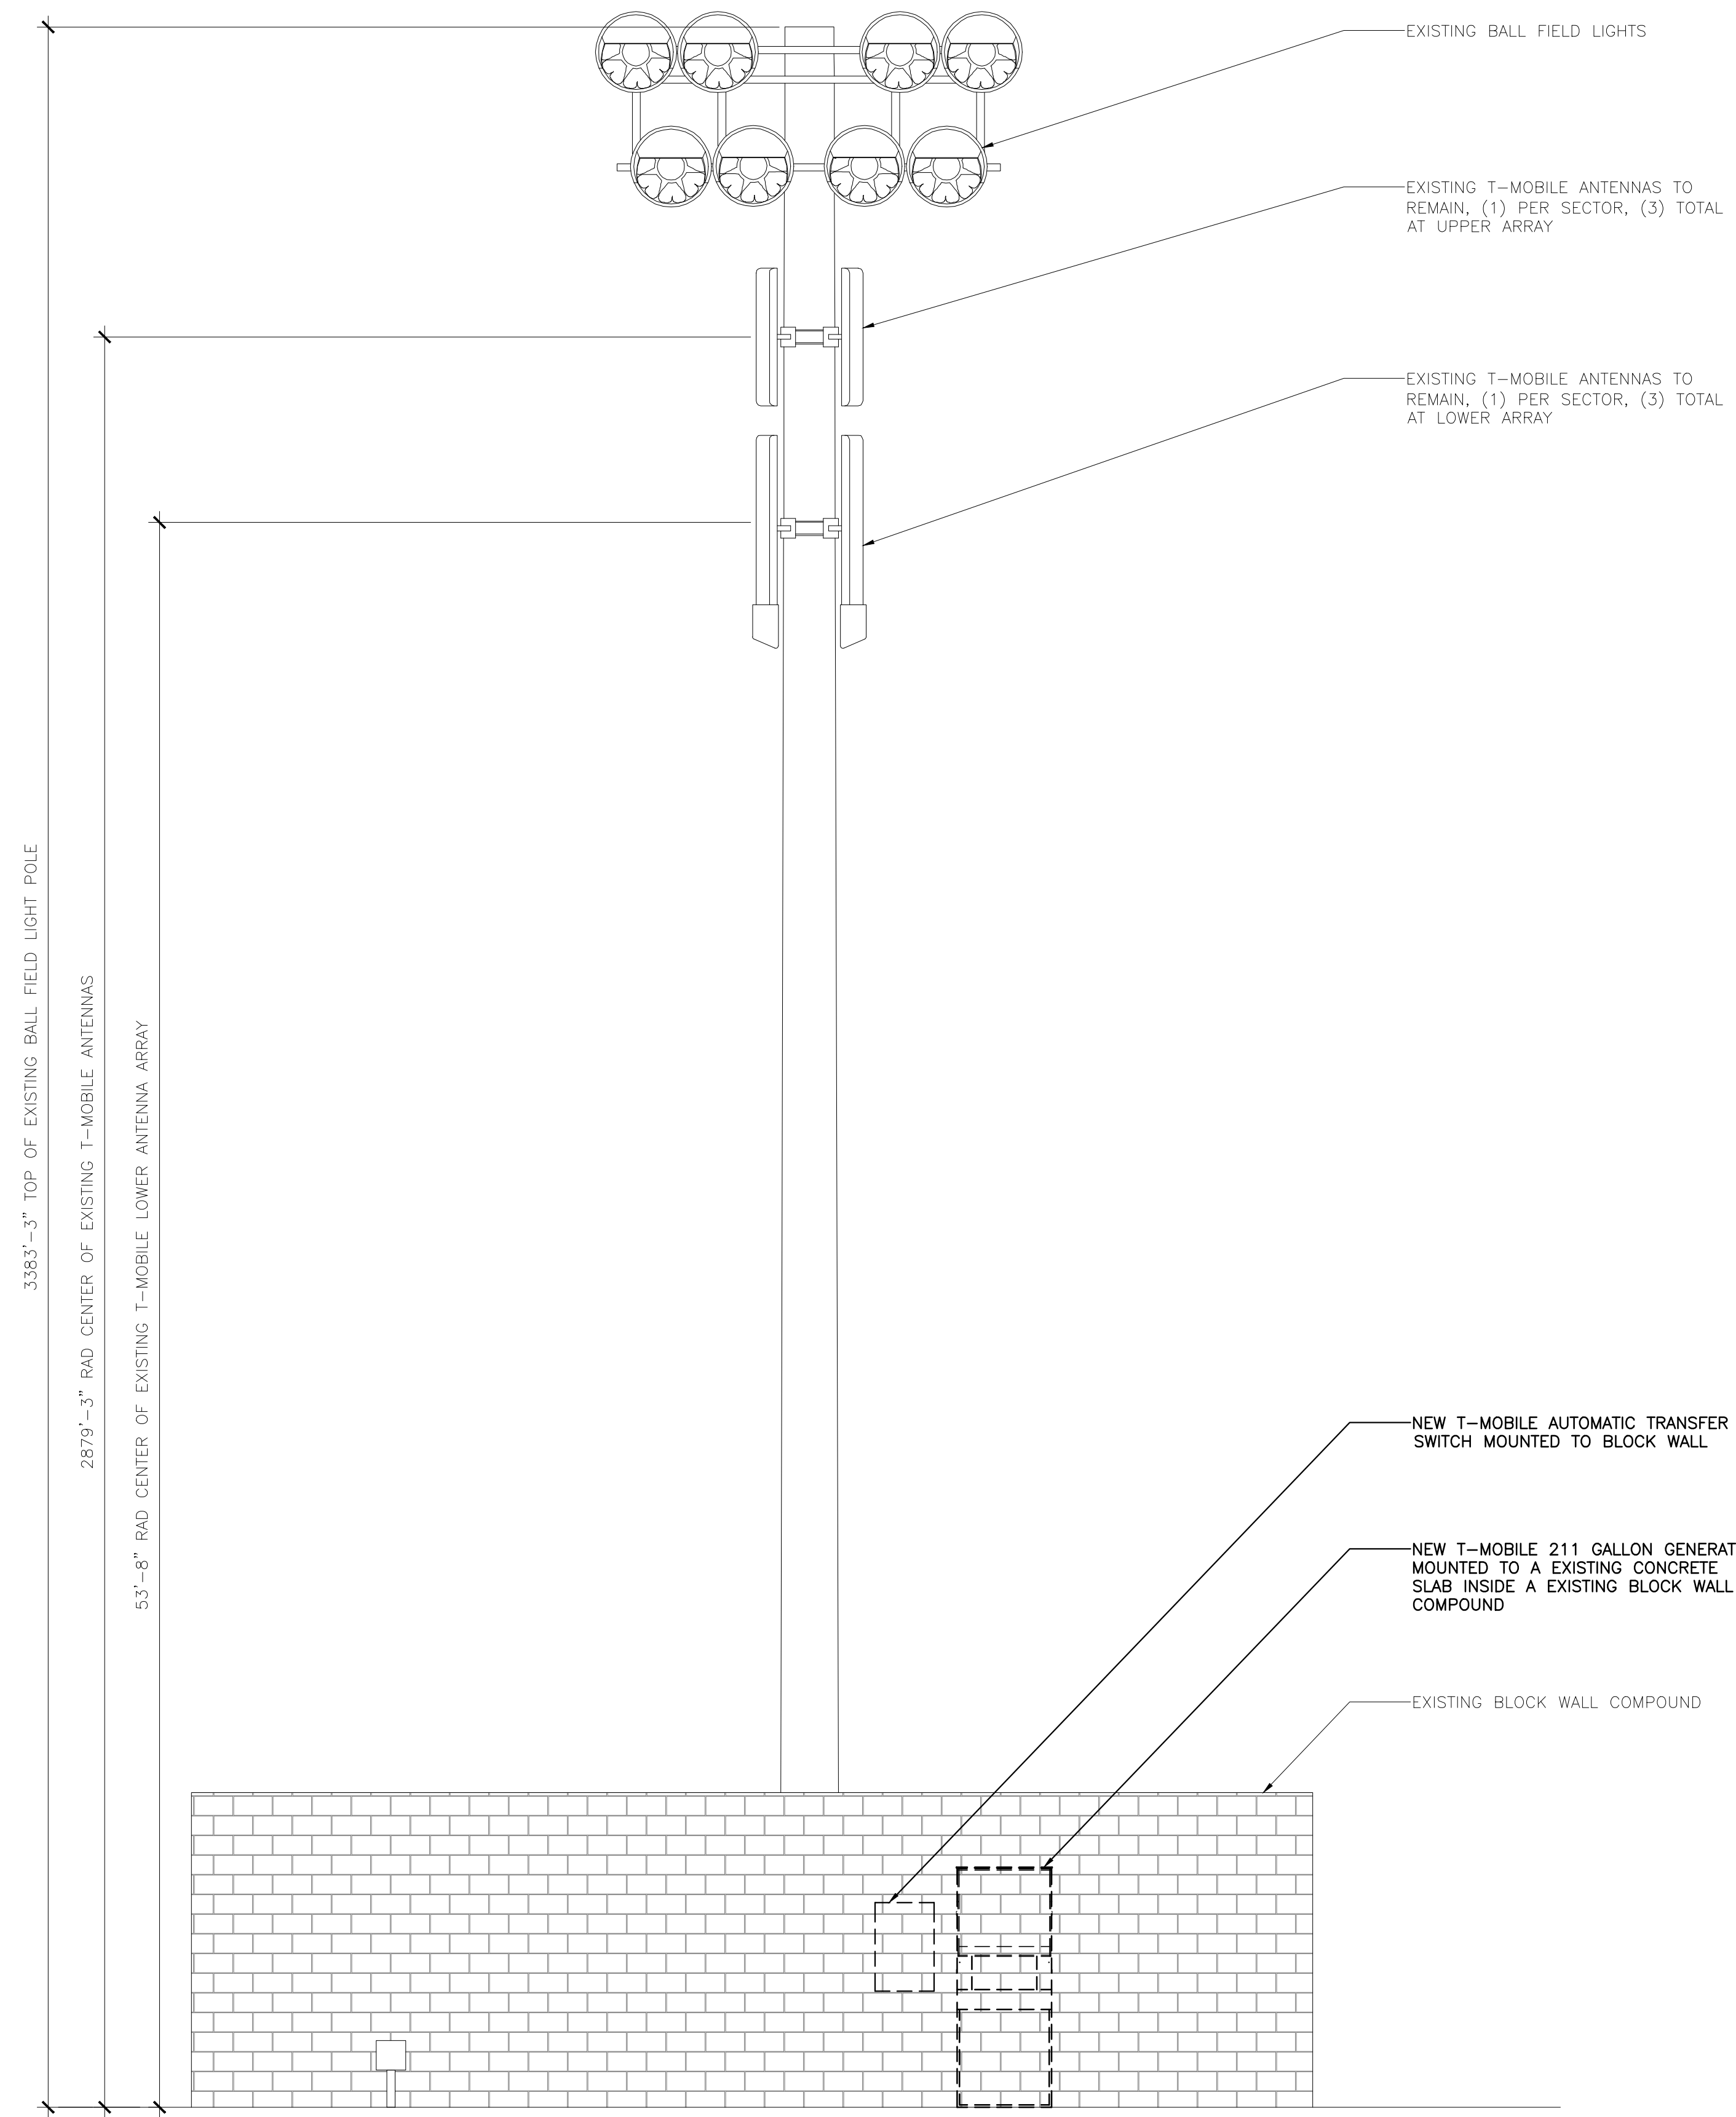 EXISTING BALL FIELD LIGHTS
EXISTING T-MOBILE ANTENNAS TO
REMAIN, (1) PER SECTOR, (3) TOTAL
AT UPPER ARRAY
EXISTING T-MOBILE ANTENNAS TO
REMAIN, (1) PER SECTOR, (3) TOTAL
AT LOWER ARRAY
3383'-3" TOP OF EXISTING BALL FIELD LIGHT POLE
2879'-3" RAD CENTER OF EXISTING T-MOBILE ANTENNAS
53'-8" RAD CENTER OF EXISTING T-MOBILE LOWER ANTENNA ARRAY
NEW T-MOBILE AUTOMATIC TRANSFER
SWITCH MOUNTED TO BLOCK WALL
NEW T-MOBILE 211 GALLON GENERAT
MOUNTED TO A EXISTING CONCRETE
SLAB INSIDE A EXISTING BLOCK WALL
COMPOUND
EXISTING BLOCK WALL COMPOUND